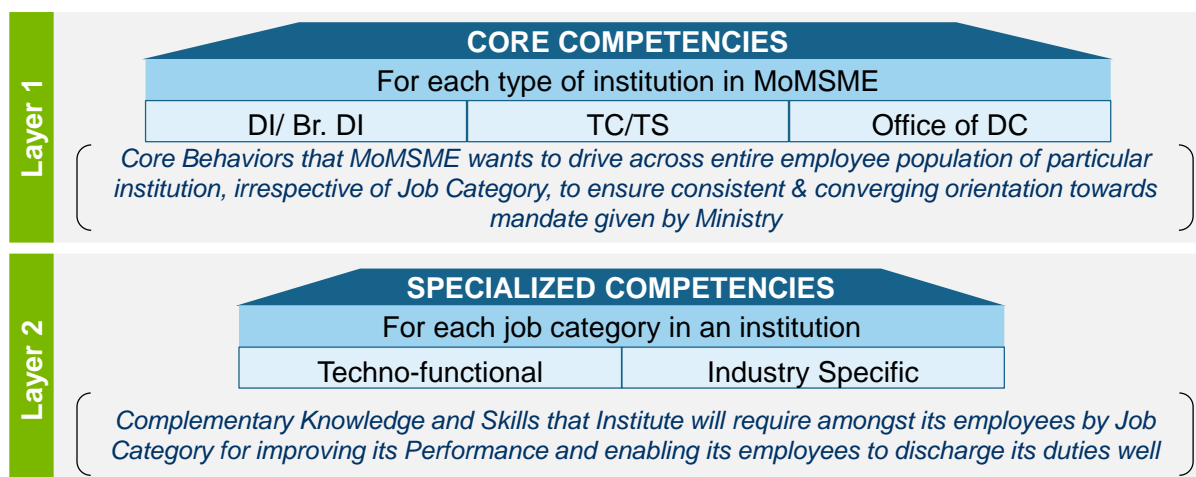 Layer 1
CORE COMPETENCIES
For each type of institution in MoMSME
DI/ Br. DI
TC/TS
Office of DC
Core Behaviors that MoMSME wants to drive across entire employee population of particular
institution, irrespective of Job Category, to ensure consistent & converging orientation towards
mandate given by Ministry
Layer 2
SPECIALIZED COMPETENCIES
For each job category in an institution
Techno-functional
Industry Specific
Complementary Knowledge and Skills that Institute will require amongst its employees by Job
Category for improving its Performance and enabling its employees to discharge its duties well